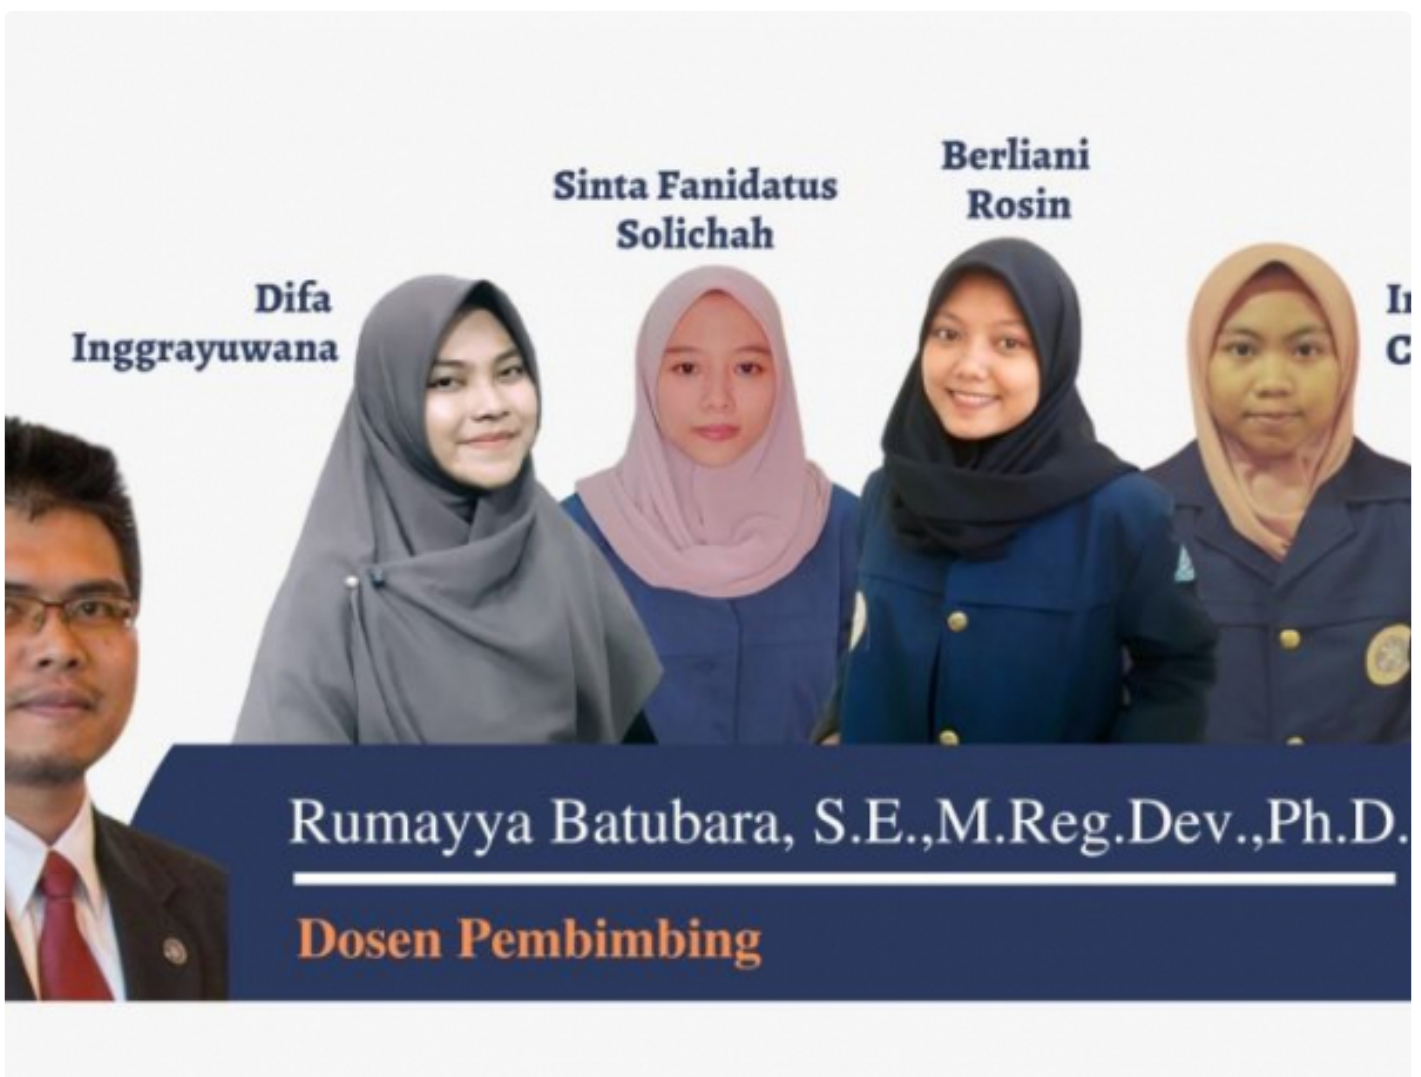 Berliani
Rosin
Sinta Fanidatus
Solichah
Difa
Inggrayuwana
Rumayya Batubara, S.E.,M.Reg.Dev.,Ph.D.
Dosen Pembimbing